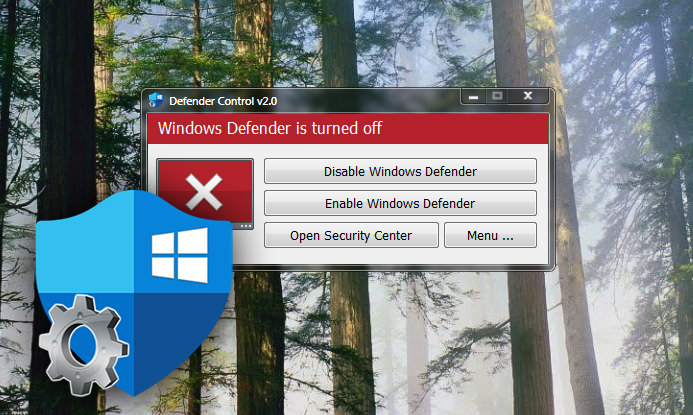 Defender Control v2.0
Windows Defender is turned off
Disable Windows Defender
Enable Windows Defender
Open Security Center
Menu ...